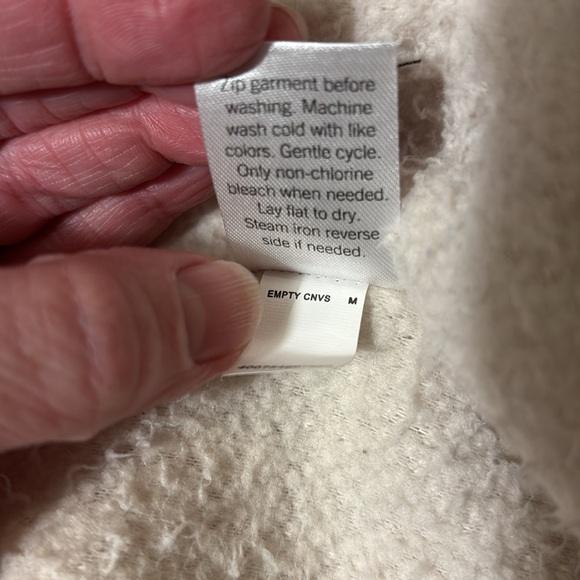 Zip garment before
washing. Machine
wash cold with like
colors. Gentle cycle.
Only non-chlorine
bleach when needed.
Lay flat to dry.
Steam iron reverse
side if needed.
EMPTY CNVS M